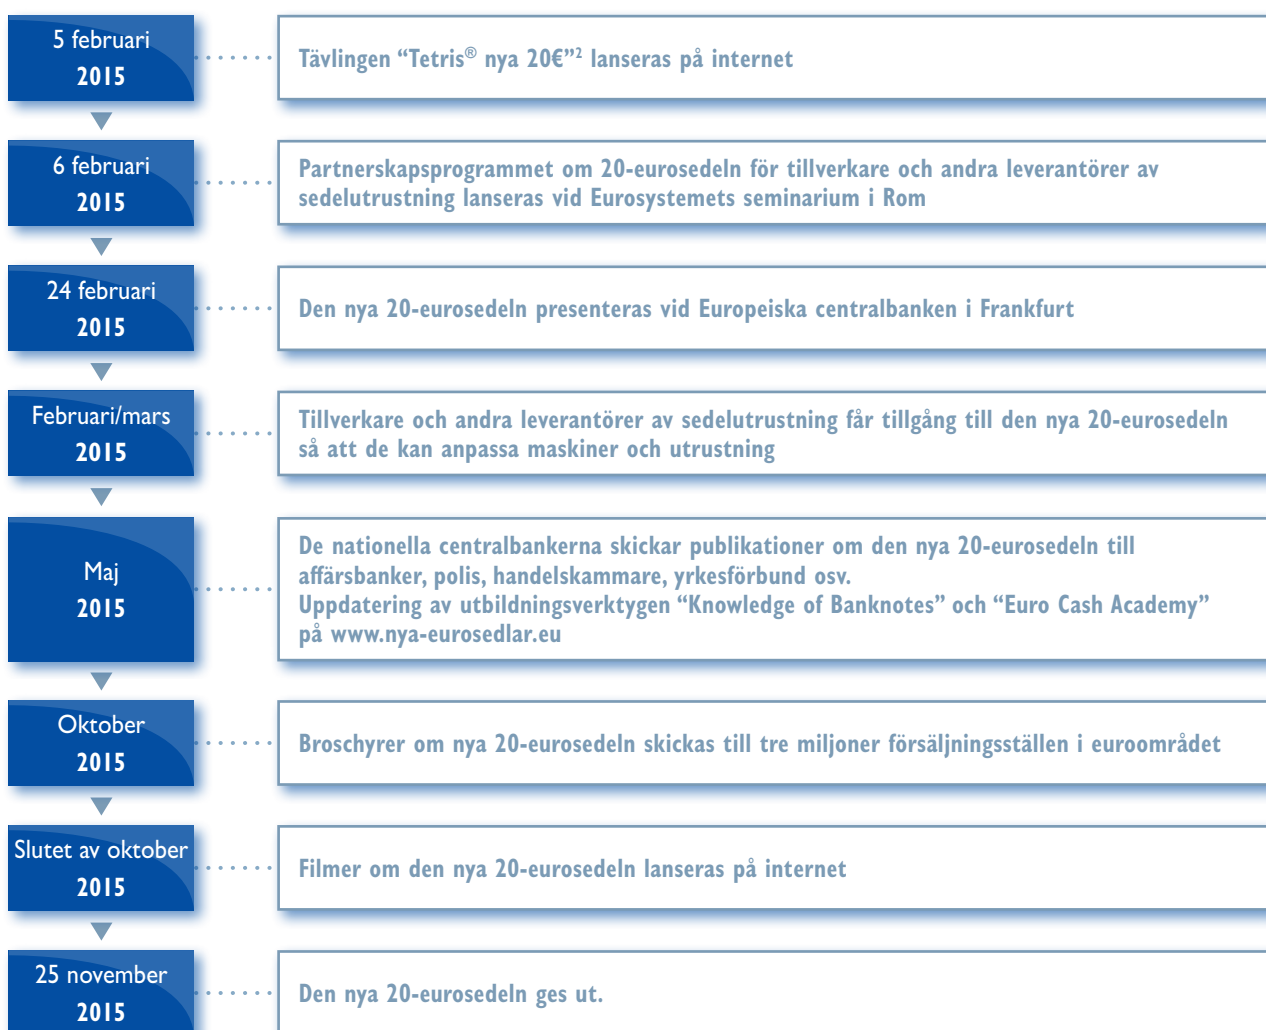 5 februari
2015
Tävlingen “Tetris® nya 20€”² lanseras på internet
6 februari
2015
Partnerskapsprogrammet om 20-eurosedeln för tillverkare och andra leverantörer av
sedelutrustning lanseras vid Eurosystemets seminarium i Rom
24 februari
2015
Den nya 20-eurosedeln presenteras vid Europeiska centralbanken i Frankfurt
Februari/mars
2015
Tillverkare och andra leverantörer av sedelutrustning får tillgång till den nya 20-eurosedeln
så att de kan anpassa maskiner och utrustning
Maj
2015
De nationella centralbankerna skickar publikationer om den nya 20-eurosedeln till
affärsbanker, polis, handelskammare, yrkesförbund osv.
Uppdatering av utbildningsverktygen “Knowledge of Banknotes” och “Euro Cash Academy”
på www.nya-eurosedlar.eu
Oktober
2015
Broschyrer om nya 20-eurosedeln skickas till tre miljoner försäljningsställen i euroområdet
Slutet av oktober
2015
Filmer om den nya 20-eurosedeln lanseras på internet
25 november
2015
Den nya 20-eurosedeln ges ut.